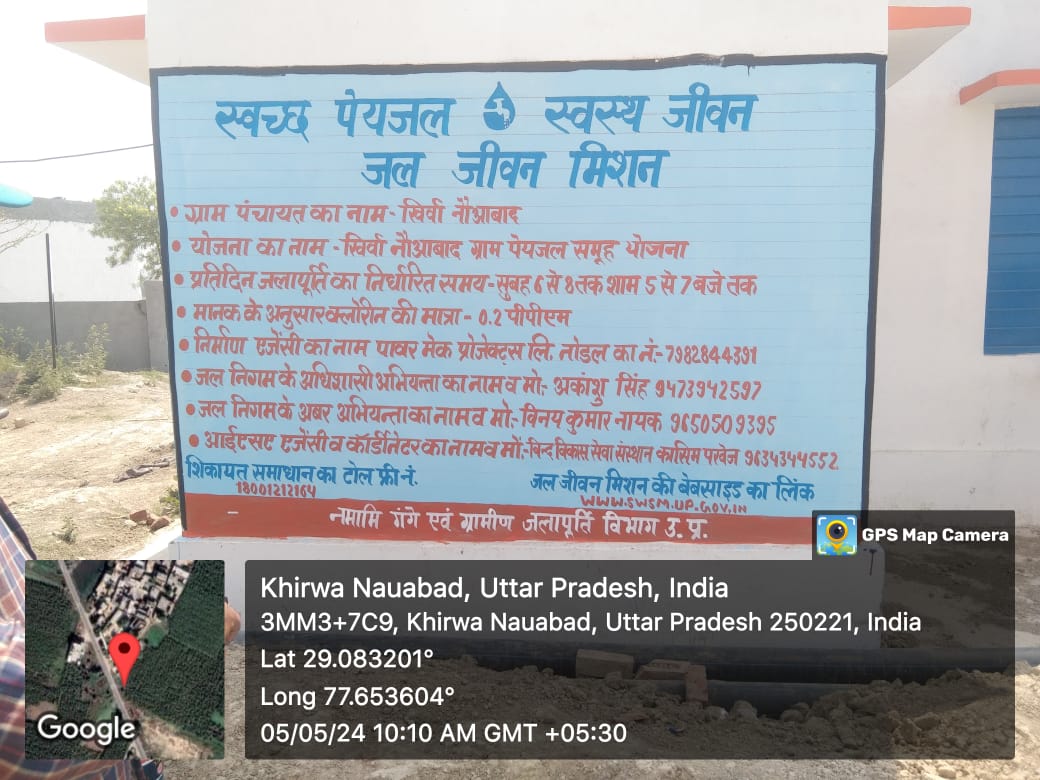 स्वच्छ पेयजल स्वस्थ जीवन
जल जीवन मिशन
• ग्राम पंचायत का नाम - खिर्वा नौआबाद
• योजना का नाम - खिर्वा नौआबाद ग्राम पेयजल समूह योजना
• प्रतिदिन जलापूर्ति का निर्धारित समय - सुबह 6 से 8 तक शाम 5 से 7 बजे तक
• मानक के अनुसार क्लोरिन की मात्रा - 0.2 पीपीएम
• निर्माण एजेंसी का नाम पावर मेक प्रोजेक्ट्स लि. नोडल का नं:- 7982844391
• जल निगम के अधिशासी अभियन्ता का नाम व मो:- अकांशु सिंह 9473942597
• जल निगम के अबर अभियन्ता का नाम व मो:- विनय कुमार नायक 9650509395
• आईएसए एजेंसी व कॉर्डीनेटर का नाम व मो:- विन्द विकास सेवा संस्थान कासिम परवेज 9634344552
शिकायत समाधान का टोल फ्री नं.
18001212164
जल जीवन मिशन की बेबसाइड का लिंक
WWW.SWSM.UP.GOV.IN
नमामि गंगे एवं ग्रामीण जलापूर्ति विभाग उ. प्र.
GPS Map Camera
Khirwa Nauabad, Uttar Pradesh, India
3MM3+7C9, Khirwa Nauabad, Uttar Pradesh 250221, India
Lat 29.083201°
Long 77.653604°
05/05/24 10:10 AM GMT +05:30
Google